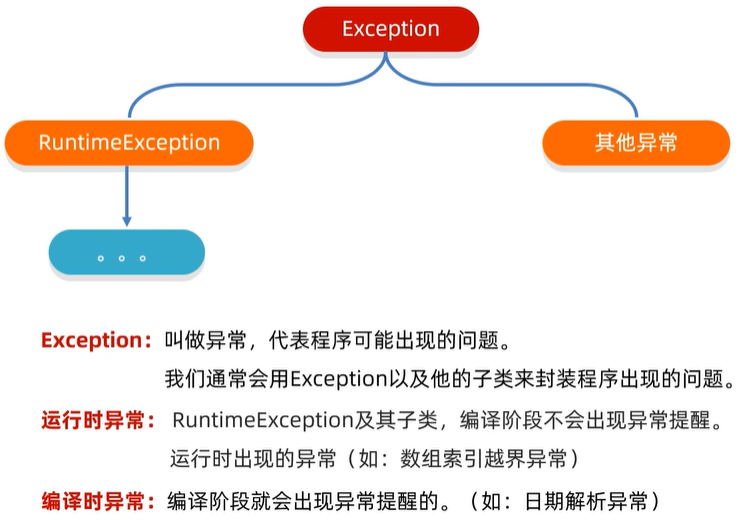 Exception
RuntimeException
其他异常
。。。
Exception：叫做异常，代表程序可能出现的问题。
我们通常会用Exception以及他的子类来封装程序出现的问题。
运行时异常： RuntimeException及其子类，编译阶段不会出现异常提醒。
运行时出现的异常（如：数组索引越界异常）
编译时异常：编译阶段就会出现异常提醒的。（如：日期解析异常）